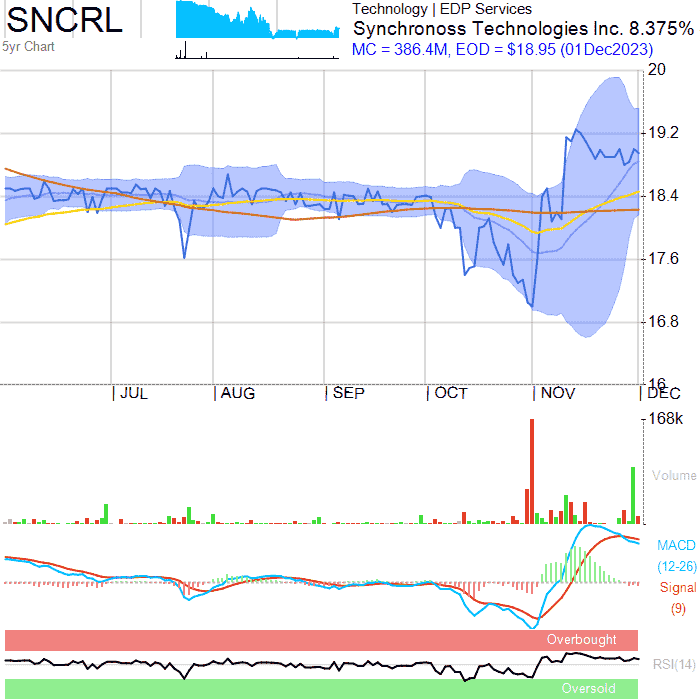 SNCRL
5yr Chart
Technology | EDP Services
Synchronoss Technologies Inc. 8.375%
MC = 386.4M, EOD = $18.95 (01Dec2023)
20
19.2
18.4
17.6
16.8
16
JUL
AUG
SEP
OCT
NOV
DEC
168k
Volume
MACD
(12-26)
Signal
(9)
Overbought
RSI(14)
Oversold